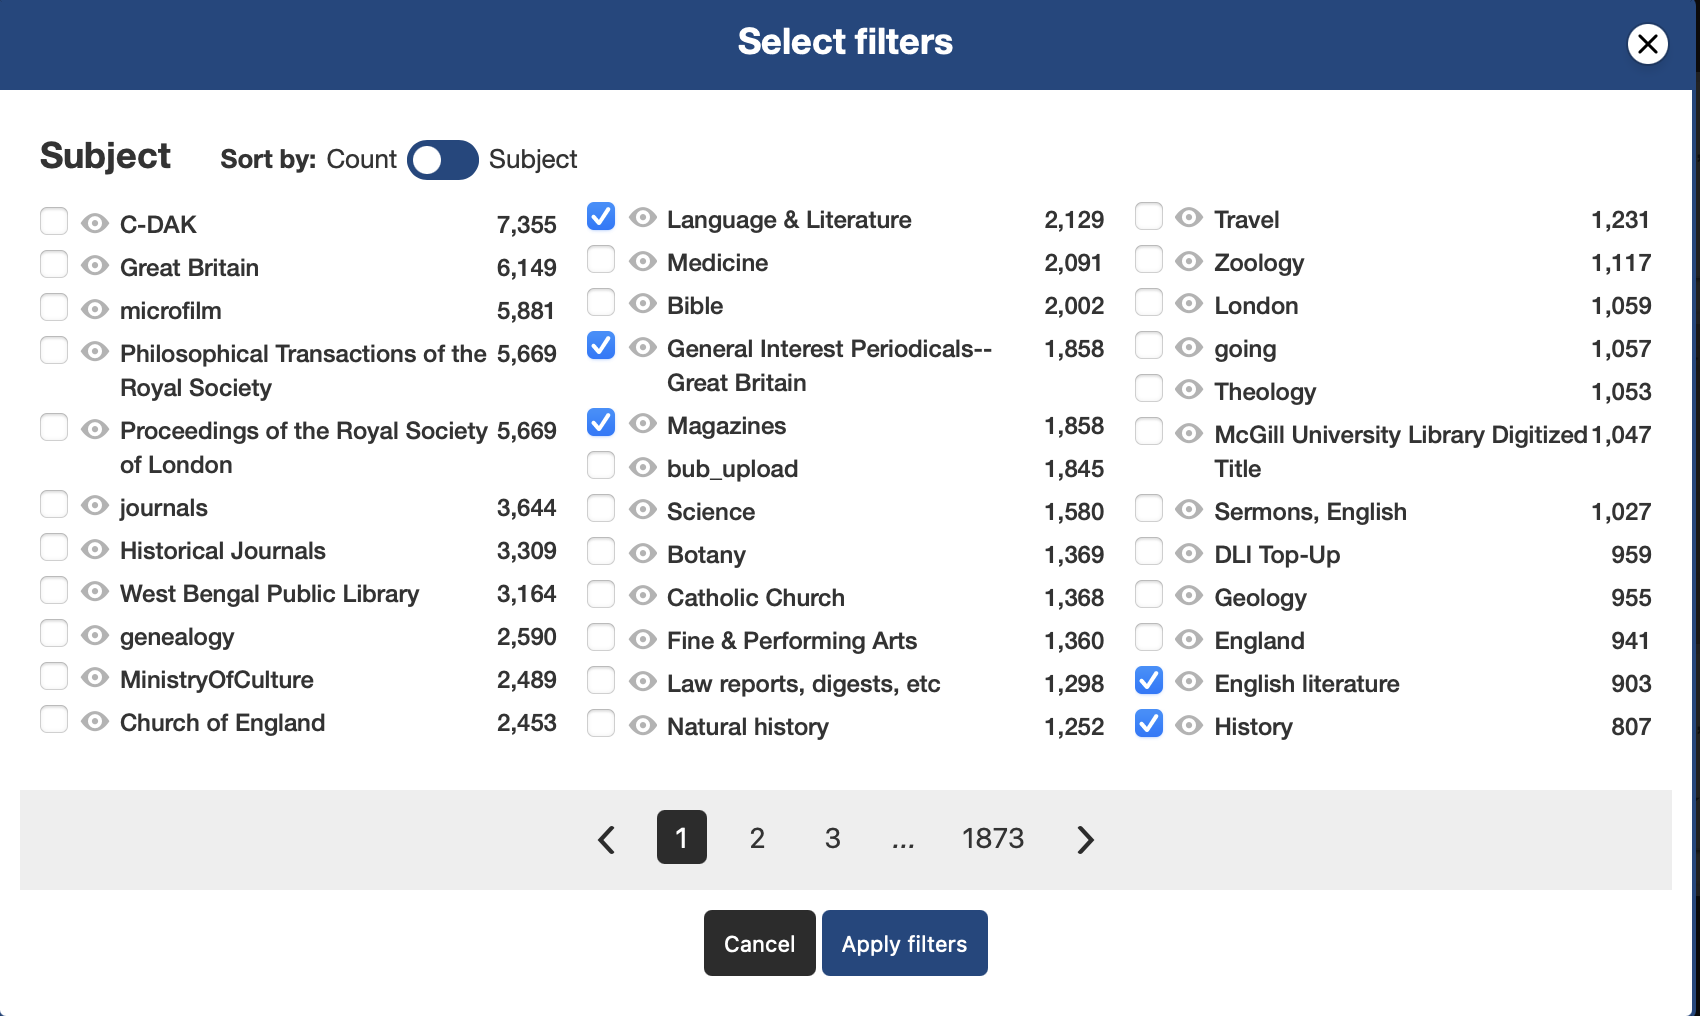 Select filters
Subject Sort by: Count Subject
C-DAK 7,355
Great Britain 6,149
microfilm 5,881
Philosophical Transactions of the 5,669
Royal Society
Proceedings of the Royal Society 5,669
of London
journals 3,644
Historical Journals 3,309
West Bengal Public Library 3,164
genealogy 2,590
MinistryOfCulture 2,489
Church of England 2,453
Language & Literature 2,129
Medicine 2,091
Bible 2,002
General Interest Periodicals-- 1,858
Great Britain
Magazines 1,858
bub_upload 1,845
Science 1,580
Botany 1,369
Catholic Church 1,368
Fine & Performing Arts 1,360
Law reports, digests, etc 1,298
Natural history 1,252
Travel 1,231
Zoology 1,117
London 1,059
going 1,057
Theology 1,053
McGill University Library Digitized 1,047
Title
Sermons, English 1,027
DLI Top-Up 959
Geology 955
England 941
English literature 903
History 807
1 2 3 ... 1873
Cancel Apply filters